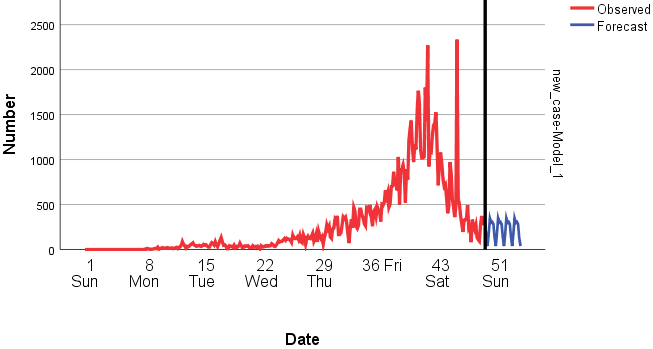 Observed
Forecast
2500
2000
1500
1000
500
0
Number
new_case-Model_1
1 8 15 22 29 36 Fri 43 51
Sun Mon Tue Wed Thu Sat Sun
Date